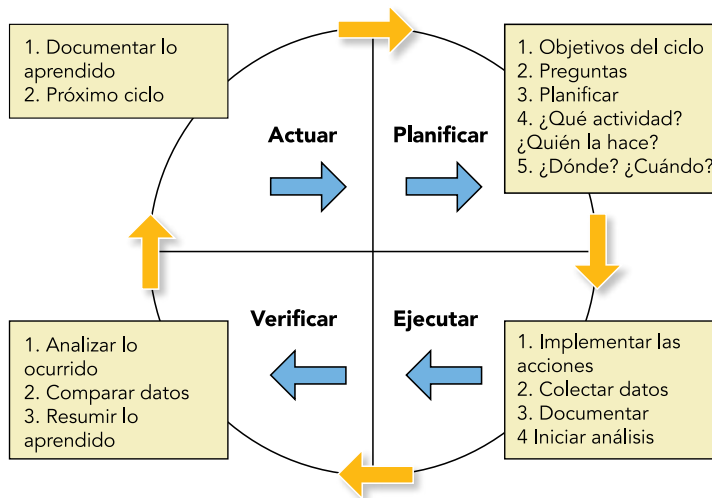 1. Documentar lo
aprendido
2. Próximo ciclo
1. Objetivos del ciclo
2. Preguntas
3. Planificar
4. ¿Qué actividad?
¿Quién la hace?
5. ¿Dónde? ¿Cuándo?
Actuar
Planificar
Verificar
Ejecutar
1. Analizar lo
ocurrido
2. Comparar datos
3. Resumir lo
aprendido
1. Implementar las
acciones
2. Colectar datos
3. Documentar
4 Iniciar análisis